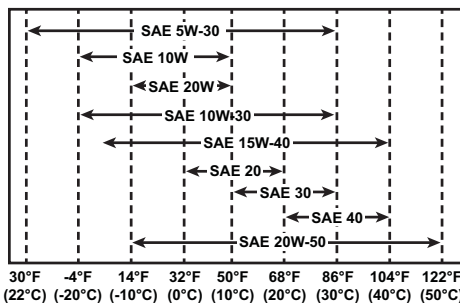 SAE 5W-30
SAE 10W
SAE 20W
SAE 10W-30
SAE 15W-40
SAE 20
SAE 30
SAE 40
SAE 20W-50
30°F -4°F 14°F 32°F 50°F 68°F 86°F 104°F 122°F
(22°C) (-20°C) (-10°C) (0°C) (10°C) (20°C) (30°C) (40°C) (50°C)